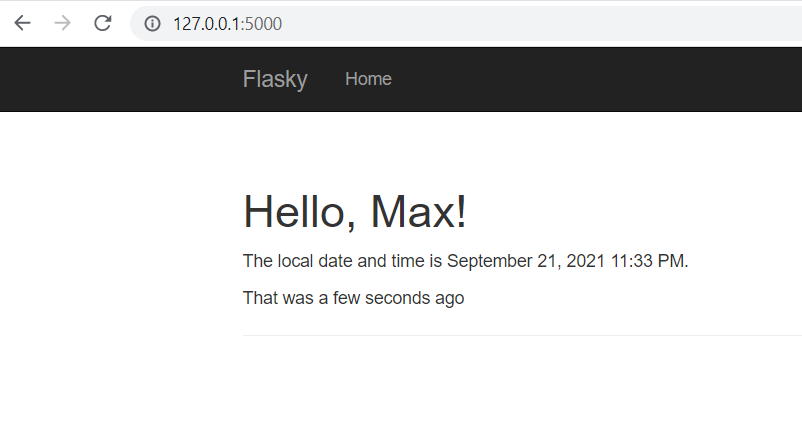 127.0.0.1:5000
Flasky Home
Hello, Max!
The local date and time is September 21, 2021 11:33 PM.
That was a few seconds ago